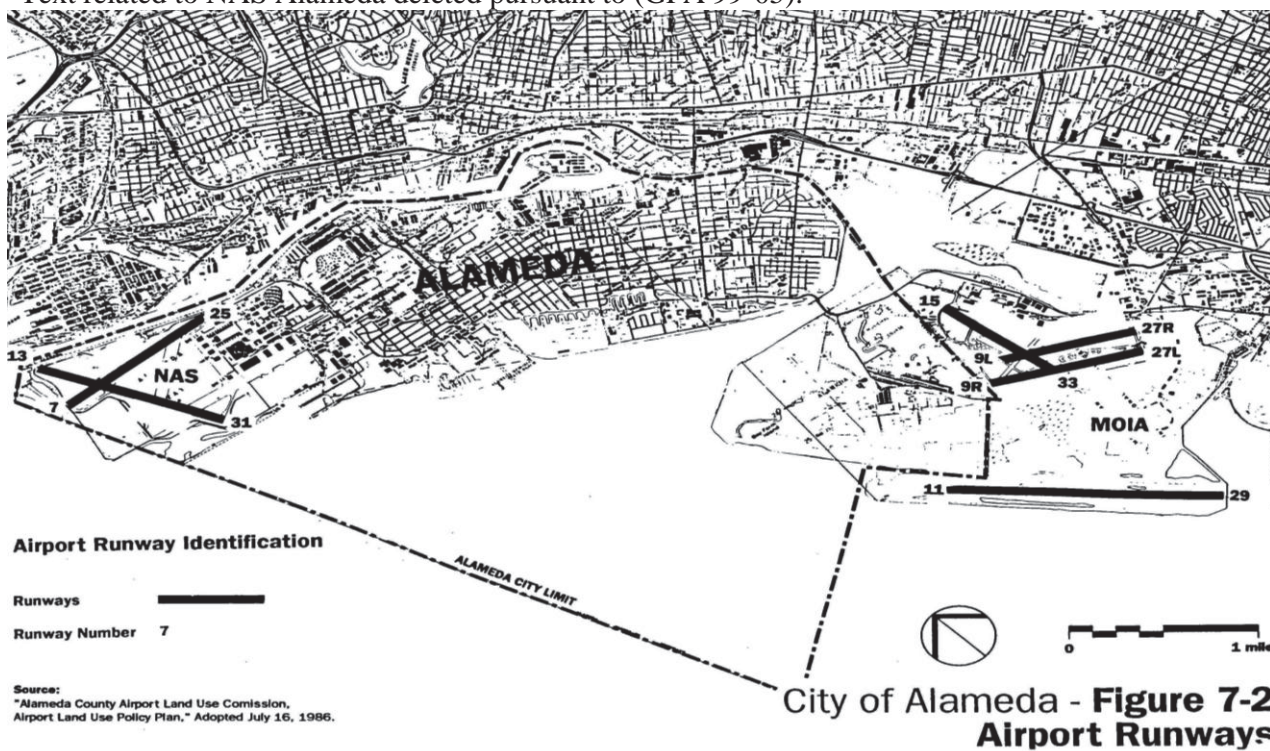 Text related to NAS Alameda deleted pursuant to (GPA 99-05).
ALAMEDA
25
13
NAS
7
31
15
27R
9L
27L
9R
33
MOIA
11
29
Airport Runway Identification
ALAMEDA CITY LIMIT
Runways
Runway Number 7
0 1 mile
Source:
"Alameda County Airport Land Use Comission,
Airport Land Use Policy Plan," Adopted July 16, 1986.
City of Alameda - Figure 7-2
Airport Runways